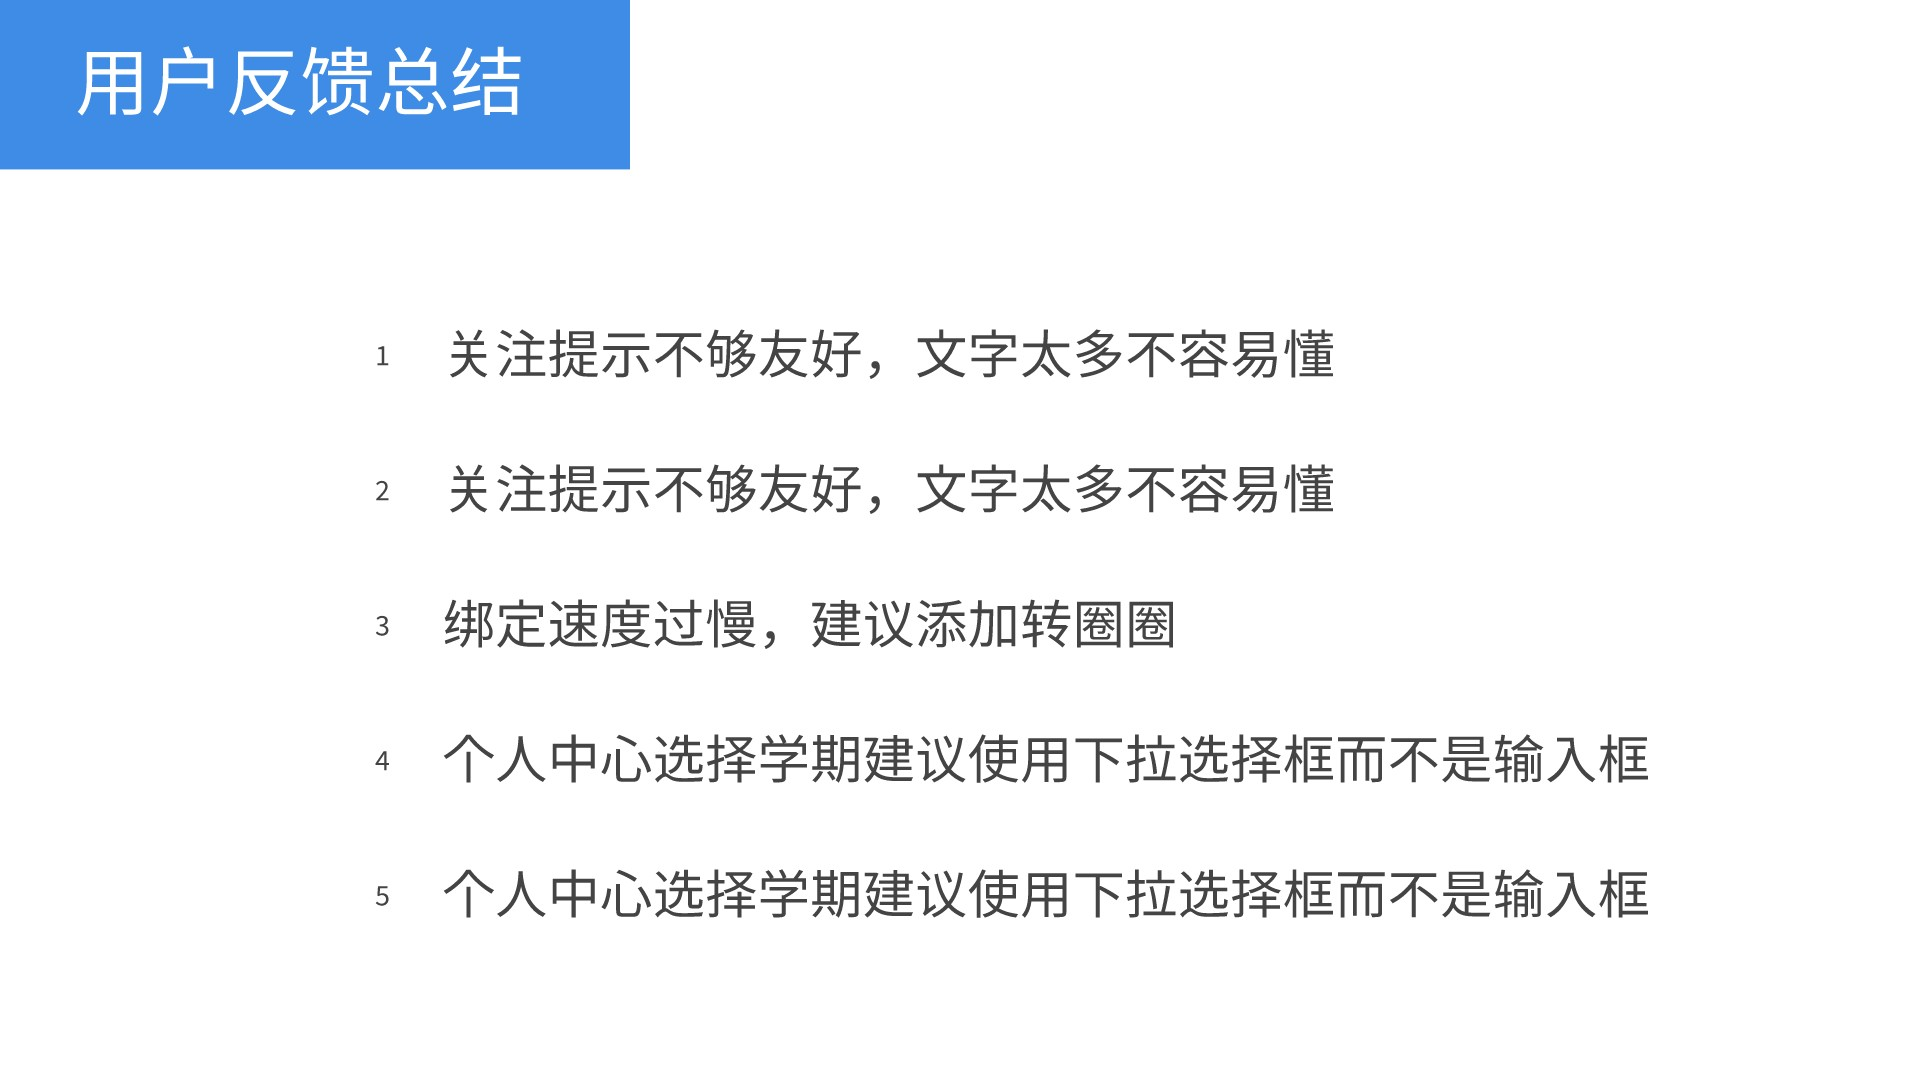 用户反馈总结
1 关注提示不够友好，文字太多不容易懂
2 关注提示不够友好，文字太多不容易懂
3 绑定速度过慢，建议添加转圈圈
4 个人中心选择学期建议使用下拉选择框而不是输入框
5 个人中心选择学期建议使用下拉选择框而不是输入框